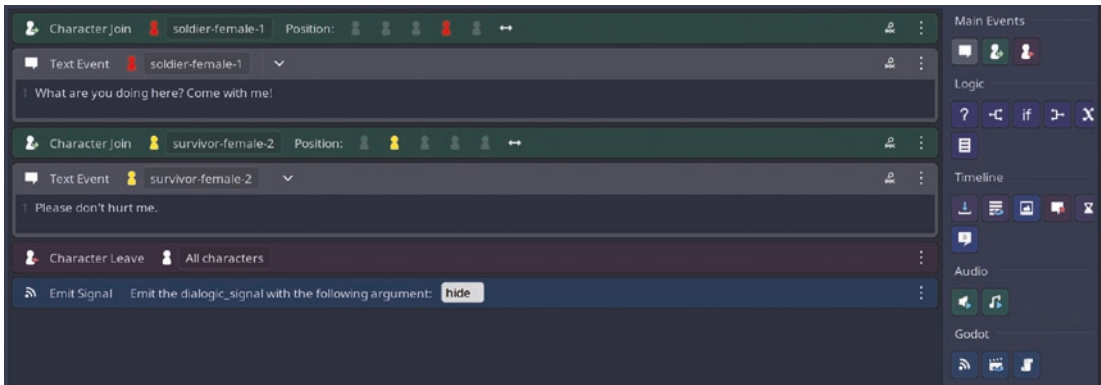 Character Join soldier-female-1 Position:
Text Event soldier-female-1
1 What are you doing here? Come with me!
Character Join survivor-female-2 Position:
Text Event survivor-female-2
1 Please don't hurt me.
Character Leave All characters
Emit Signal Emit the dialogic_signal with the following argument: hide
Main Events
Logic
? if X
Timeline
Audio
Godot